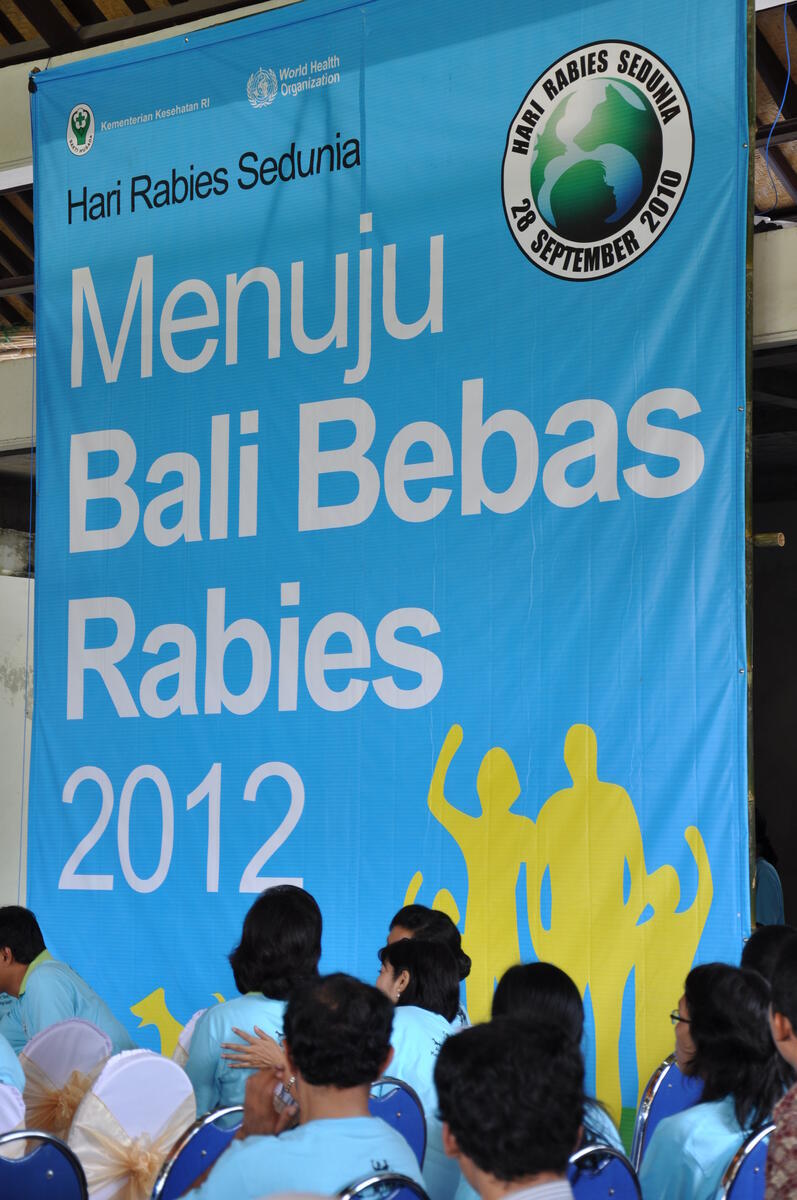 Kementerian Kesehatan RI
World Health
Organization
Hari Rabies Sedunia
HARI RABIES SEDUNIA
28 SEPTEMBER 2010
Menuju
Bali Bebas
Rabies
2012